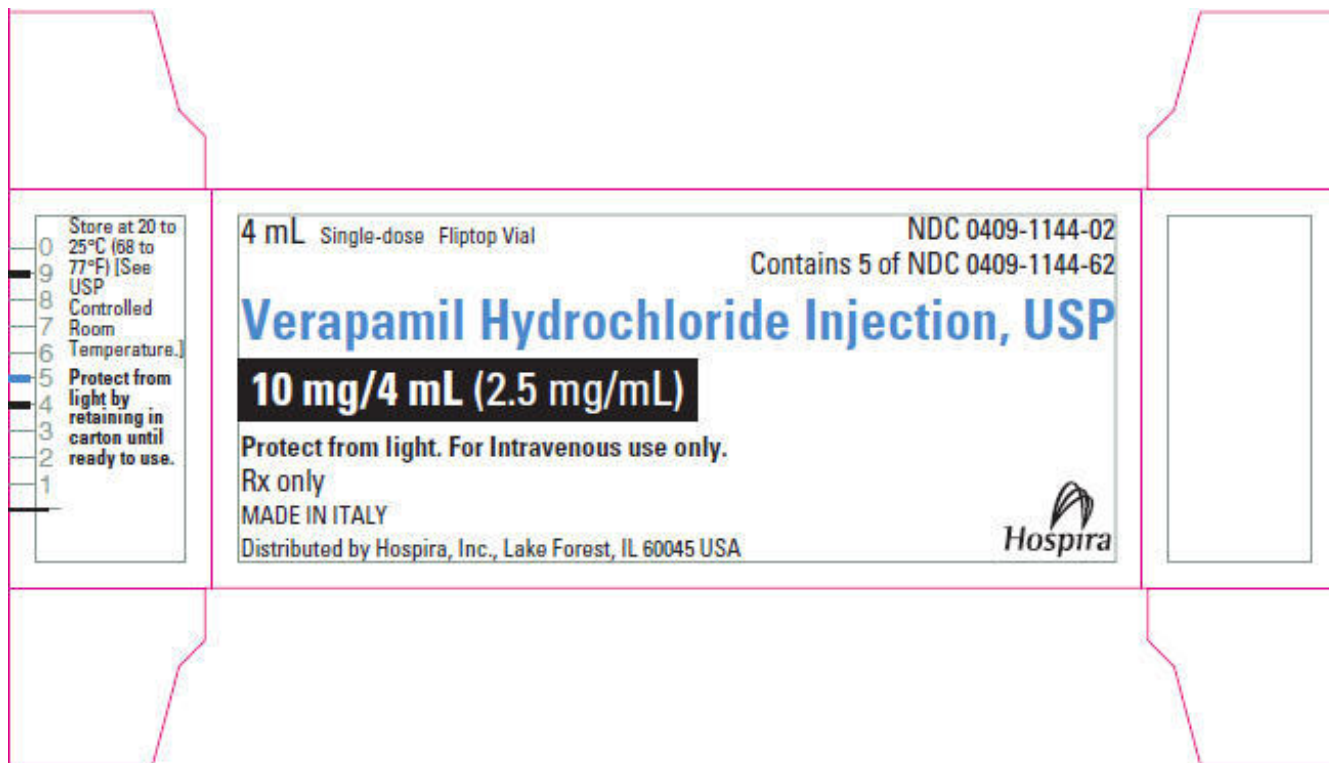 Store at 20 to
25°C (68 to
77°F) [See
USP
Controlled
Room
Temperature.]
Protect from
light by
retaining in
carton until
ready to use.
0
9
8
7
6
5
4
3
2
1
4 mL Single-dose Fliptop Vial
NDC 0409-1144-02
Contains 5 of NDC 0409-1144-62
Verapamil Hydrochloride Injection, USP
10 mg/4 mL (2.5 mg/mL)
Protect from light. For Intravenous use only.
Rx only
MADE IN ITALY
Distributed by Hospira, Inc., Lake Forest, IL 60045 USA
Hospira